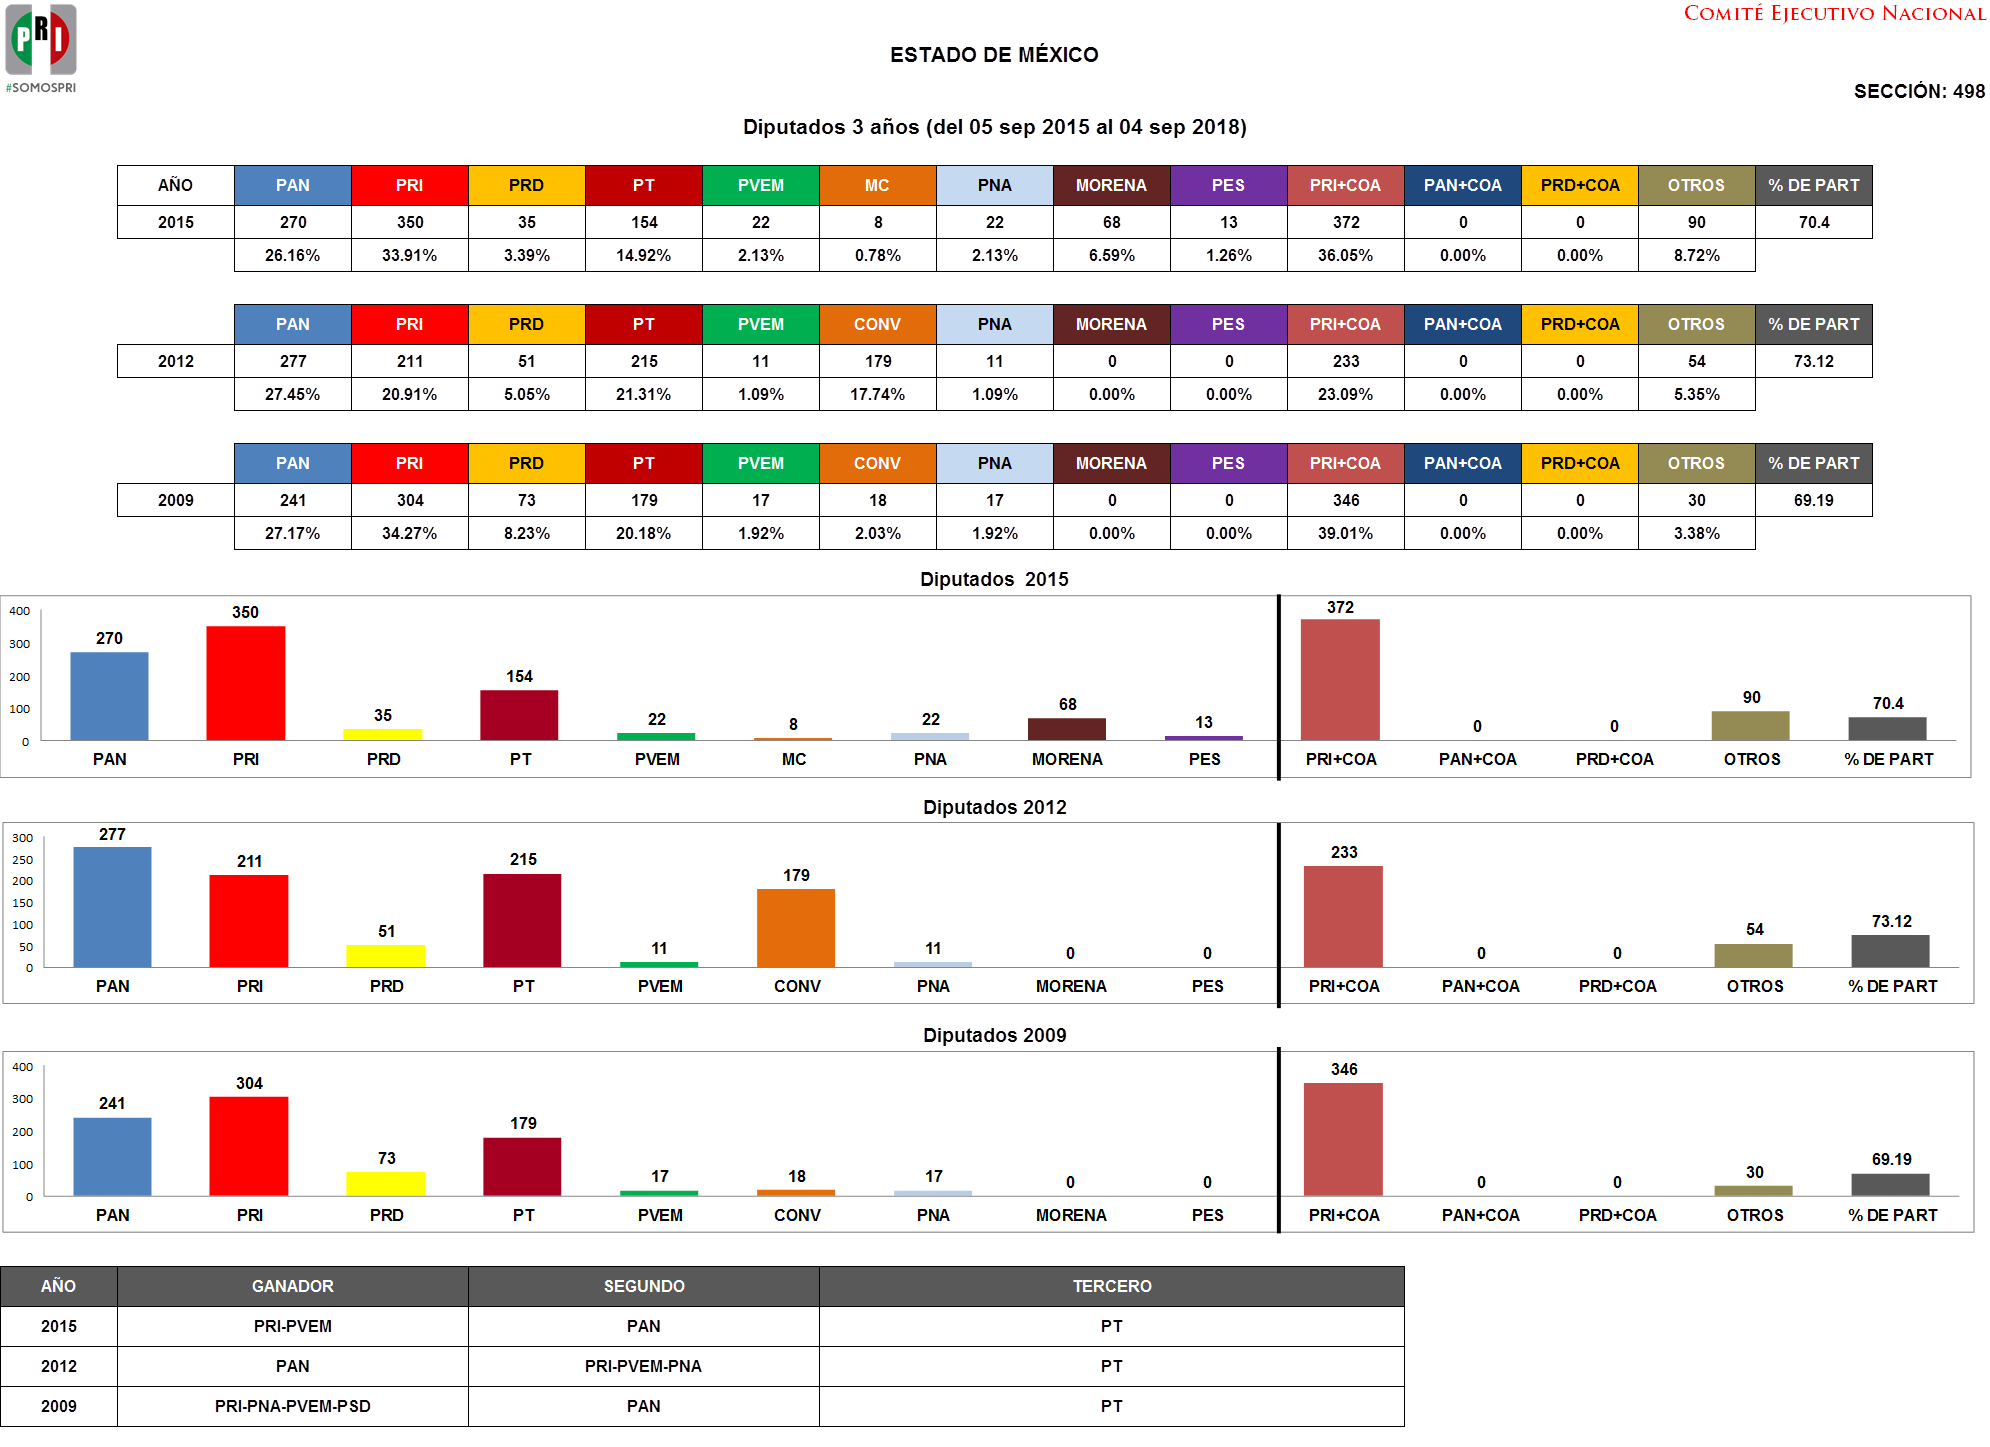 PRI
#SOMOSPRI
COMITÉ EJECUTIVO NACIONAL
ESTADO DE MÉXICO
SECCIÓN: 498
Diputados 3 años (del 05 sep 2015 al 04 sep 2018)
AÑO PAN PRI PRD PT PVEM MC PNA MORENA PES PRI+COA PAN+COA PRD+COA OTROS % DE PART
2015 270 350 35 154 22 8 22 68 13 372 0 0 90 70.4
26.16% 33.91% 3.39% 14.92% 2.13% 0.78% 2.13% 6.59% 1.26% 36.05% 0.00% 0.00% 8.72%
PAN PRI PRD PT PVEM CONV PNA MORENA PES PRI+COA PAN+COA PRD+COA OTROS % DE PART
2012 277 211 51 215 11 179 11 0 0 233 0 0 54 73.12
27.45% 20.91% 5.05% 21.31% 1.09% 17.74% 1.09% 0.00% 0.00% 23.09% 0.00% 0.00% 5.35%
PAN PRI PRD PT PVEM CONV PNA MORENA PES PRI+COA PAN+COA PRD+COA OTROS % DE PART
2009 241 304 73 179 17 18 17 0 0 346 0 0 30 69.19
27.17% 34.27% 8.23% 20.18% 1.92% 2.03% 1.92% 0.00% 0.00% 39.01% 0.00% 0.00% 3.38%
Diputados 2015
400
300
200
100
0
270 350 35 154 22 8 22 68 13 372 0 0 90 70.4
PAN PRI PRD PT PVEM MC PNA MORENA PES PRI+COA PAN+COA PRD+COA OTROS % DE PART
Diputados 2012
300
250
200
150
100
50
0
277 211 51 215 11 179 11 0 0 233 0 0 54 73.12
PAN PRI PRD PT PVEM CONV PNA MORENA PES PRI+COA PAN+COA PRD+COA OTROS % DE PART
Diputados 2009
400
300
200
100
0
241 304 73 179 17 18 17 0 0 346 0 0 30 69.19
PAN PRI PRD PT PVEM CONV PNA MORENA PES PRI+COA PAN+COA PRD+COA OTROS % DE PART
AÑO GANADOR SEGUNDO TERCERO
2015 PRI-PVEM PAN PT
2012 PAN PRI-PVEM-PNA PT
2009 PRI-PNA-PVEM-PSD PAN PT